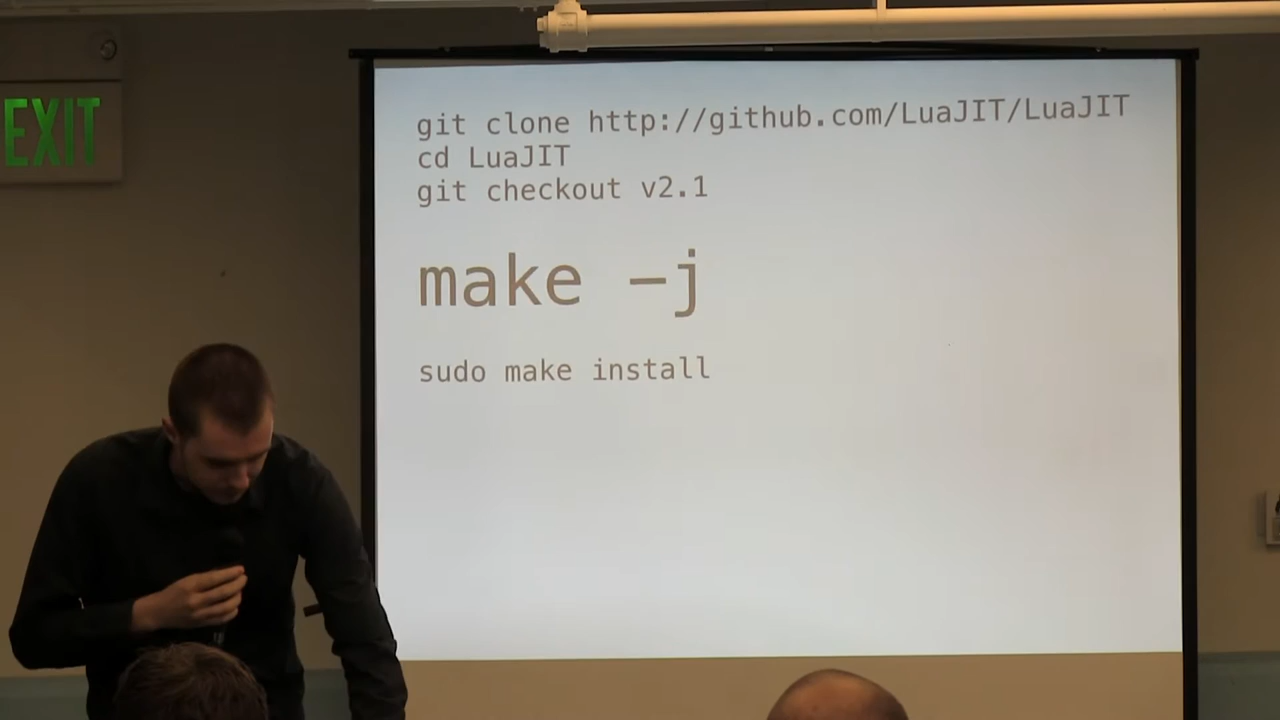 EXIT
git clone http://github.com/LuaJIT/LuaJIT
cd LuaJIT
git checkout v2.1
make -j
sudo make install